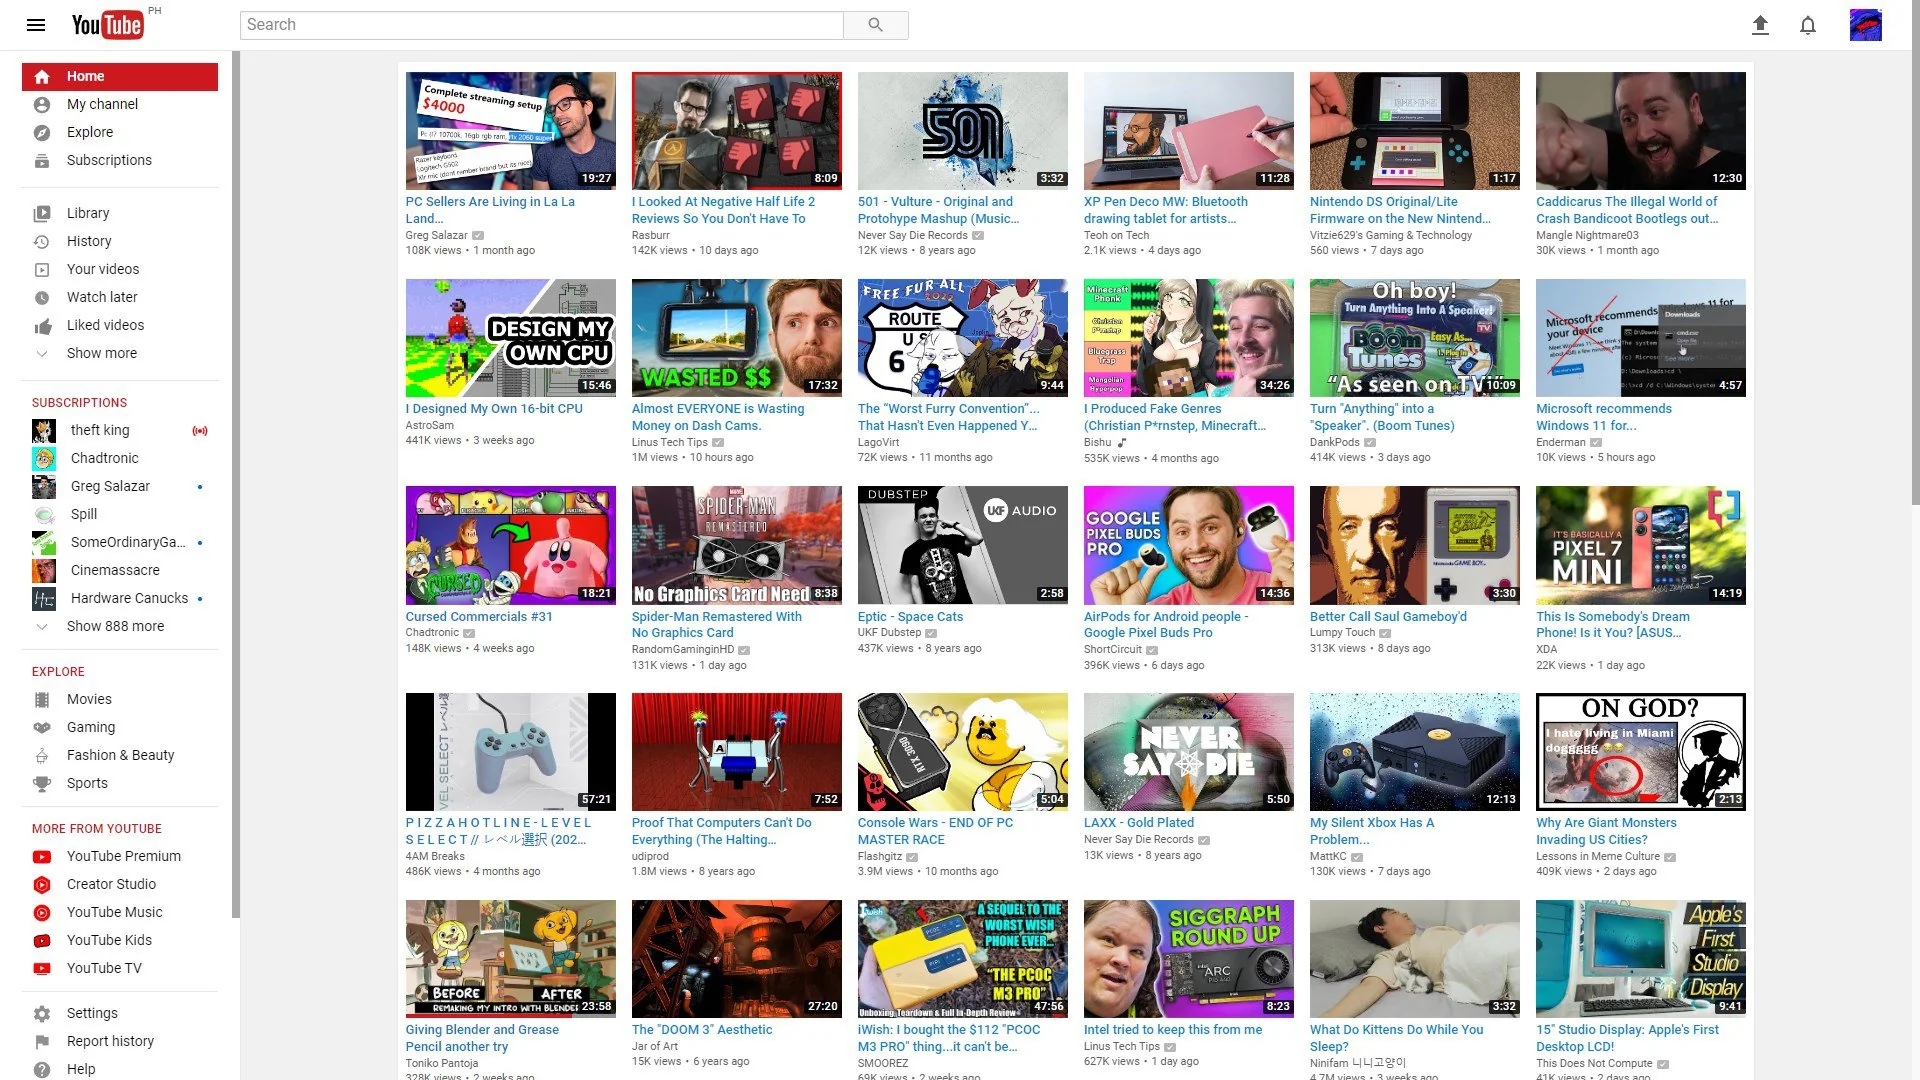 YouTube PH
Search
Home
My channel
Explore
Subscriptions
Library
History
Your videos
Watch later
Liked videos
Show more
SUBSCRIPTIONS
theft king
Chadtronic
Greg Salazar
Spill
SomeOrdinaryGa...
Cinemassacre
Hardware Canucks
Show 888 more
EXPLORE
Movies
Gaming
Fashion & Beauty
Sports
MORE FROM YOUTUBE
YouTube Premium
Creator Studio
YouTube Music
YouTube Kids
YouTube TV
Settings
Report history
Help
Complete streaming setup
$4000
19:27
PC Sellers Are Living in La La
Land...
Greg Salazar
108K views • 1 month ago
8:09
I Looked At Negative Half Life 2
Reviews So You Don't Have To
Rasburr
142K views • 10 days ago
501
3:32
501 - Vulture - Original and
Protohype Mashup (Music...
Never Say Die Records
12K views • 8 years ago
11:28
XP Pen Deco MW: Bluetooth
drawing tablet for artists...
Teoh on Tech
2.1K views • 4 days ago
1:17
Nintendo DS Original/Lite
Firmware on the New Nintend...
Vitzie629's Gaming & Technology
560 views • 7 days ago
12:30
Caddicarus The Illegal World of
Crash Bandicoot Bootlegs out...
Mangle Nightmare03
30K views • 1 month ago
DESIGN MY
OWN CPU
15:46
I Designed My Own 16-bit CPU
AstroSam
441K views • 3 weeks ago
WASTED $$
17:32
Almost EVERYONE is Wasting
Money on Dash Cams.
Linus Tech Tips
1M views • 10 hours ago
FREE FUR ALL
2022
ROUTE
US
6
9:44
The “Worst Furry Convention”...
That Hasn't Even Happened Y...
LagoVirt
72K views • 11 months ago
Minecraft
Phonk
Christian
P*rnstep
Bluegrass
Trap
Mongolian
Hyperpop
34:26
I Produced Fake Genres
(Christian P*rnstep, Minecraft...
Bishu
535K views • 4 months ago
Oh boy!
Turn Anything Into A Speaker!
Boom
Tunes
Easy As...
“As seen on TV”
10:09
Turn "Anything" into a
"Speaker". (Boom Tunes)
DankPods
414K views • 3 days ago
Microsoft recommends
your device
Downloads
cmd.exe
4:57
Microsoft recommends
Windows 11 for...
Enderman
10K views • 5 hours ago
CURSED
18:21
Cursed Commercials #31
Chadtronic
148K views • 4 weeks ago
SPIDER-MAN
REMASTERED
No Graphics Card Need
8:38
Spider-Man Remastered With
No Graphics Card
RandomGaminginHD
131K views • 1 day ago
DUBSTEP
UKF AUDIO
2:58
Eptic - Space Cats
UKF Dubstep
437K views • 8 years ago
GOOGLE
PIXEL BUDS
PRO
14:36
AirPods for Android people -
Google Pixel Buds Pro
ShortCircuit
396K views • 6 days ago
3:30
Better Call Saul Gameboy'd
Lumpy Touch
313K views • 8 days ago
IT'S BASICALLY A
PIXEL 7
MINI
14:19
This Is Somebody's Dream
Phone! Is it You? [ASUS...
XDA
22K views • 1 day ago
57:21
P I Z Z A H O T L I N E - L E V E L
S E L E C T // レベル選択 (202...
4AM Breaks
486K views • 4 months ago
A
7:52
Proof That Computers Can't Do
Everything (The Halting...
udiprod
1.8M views • 8 years ago
RTX 3090
5:04
Console Wars - END OF PC
MASTER RACE
Flashgitz
3.9M views • 10 months ago
NEVER
SAY DIE
5:50
LAXX - Gold Plated
Never Say Die Records
13K views • 8 years ago
12:13
My Silent Xbox Has A
Problem...
MattKC
130K views • 7 days ago
ON GOD?
I hate living in Miami
doggggg
2:13
Why Are Giant Monsters
Invading US Cities?
Lessons in Meme Culture
409K views • 2 days ago
BEFORE AFTER
REMAKING MY INTRO WITH BLENDER
23:58
Giving Blender and Grease
Pencil another try
Toniko Pantoja
328K views • 2 weeks ago
27:20
The "DOOM 3" Aesthetic
Jar of Art
15K views • 6 years ago
wish
A SEQUEL TO THE
WORST WISH
PHONE EVER...
“THE PCOC
M3 PRO”
Unboxing, Teardown & Full In-Depth Review
47:56
iWish: I bought the $112 "PCOC
M3 PRO" thing...it can't be...
SMOOREZ
69K views • 2 weeks ago
SIGGRAPH
ROUND UP
intel
ARC
8:23
Intel tried to keep this from me
Linus Tech Tips
627K views • 1 day ago
3:32
What Do Kittens Do While You
Sleep?
Ninifam 니니고양이
4.7M views • 3 weeks ago
Apple's
First
Studio
Display
9:41
15" Studio Display: Apple's First
Desktop LCD!
This Does Not Compute
41K views • 2 days ago